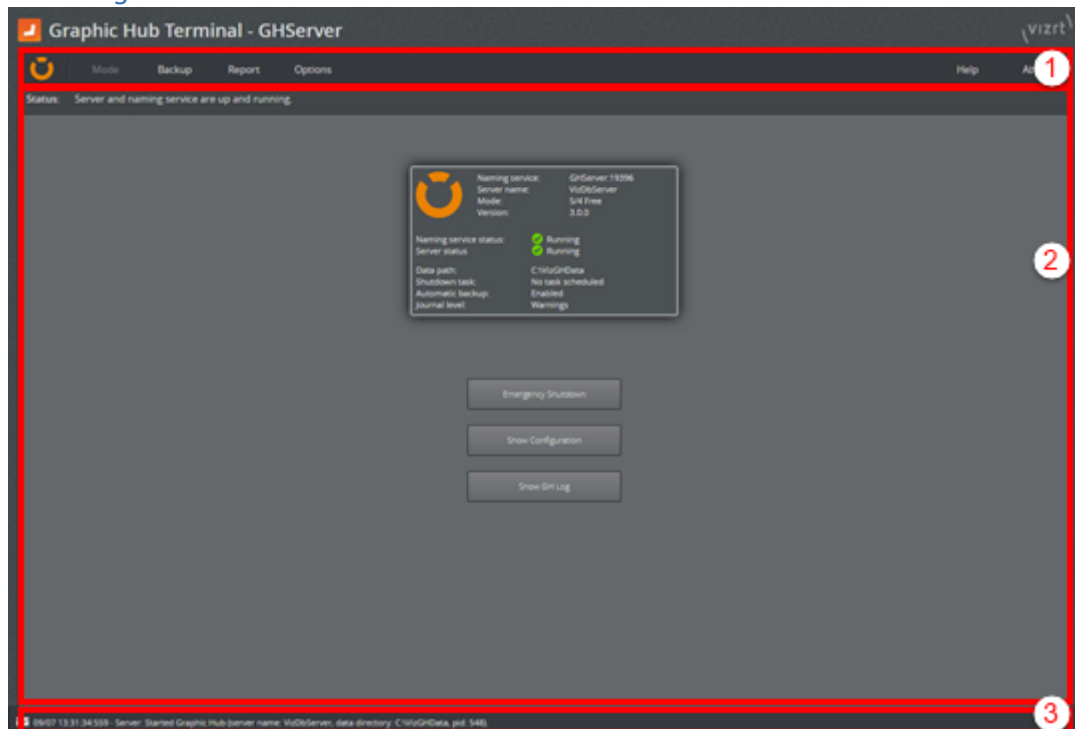 Graphic Hub Terminal - GHServer
vizrt
Mode Backup Report Options Help 1
Status: Server and naming service are up and running.
Naming service: GHServer:19396
Server name: VizDbServer
Mode: 5/4 Free
Version: 3.0.0
Naming service status: Running
Server status Running
Data path: C:\VizGHData
Shutdown task: No task scheduled
Automatic backup: Enabled
Journal level: Warnings
2
Emergency Shutdown
Show Configuration
Show GH Log
3
09/07 13:31:34:559 - Server: Started Graphic Hub (server name: VizDbServer, data directory: C:\VizGHData, pid: 548).